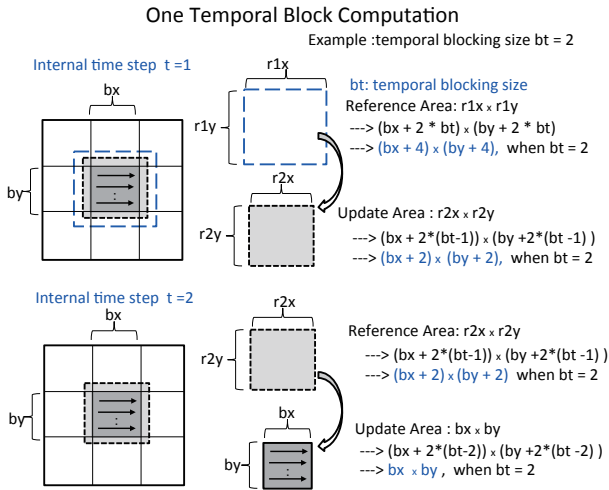 One Temporal Block Computation
Example :temporal blocking size bt = 2
Internal time step t =1
bx
by
:
r1x
r1y
bt: temporal blocking size
Reference Area: r1x x r1y
---> (bx + 2 * bt) x (by + 2 * bt)
---> (bx + 4) x (by + 4), when bt = 2
r2x
r2y
Update Area : r2x x r2y
---> (bx + 2*(bt-1)) x (by +2*(bt -1) )
---> (bx + 2) x (by + 2), when bt = 2
Internal time step t =2
bx
by
:
r2x
r2y
Reference Area: r2x x r2y
---> (bx + 2*(bt-1)) x (by +2*(bt -1) )
---> (bx + 2) x (by + 2) when bt = 2
bx
by
:
Update Area : bx x by
---> (bx + 2*(bt-2)) x (by +2*(bt -2) )
---> bx x by , when bt = 2